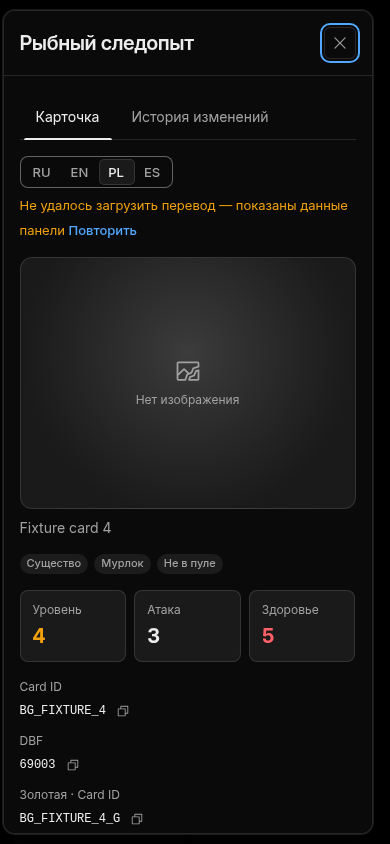 Рыбный следопыт
Карточка История изменений
RU EN PL ES
Не удалось загрузить перевод — показаны данные
панели Повторить
Нет изображения
Fixture card 4
Существо Мурлок Не в пуле
Уровень Атака Здоровье
4 3 5
Card ID
BG_FIXTURE_4
DBF
69003
Золотая · Card ID
BG_FIXTURE_4_G